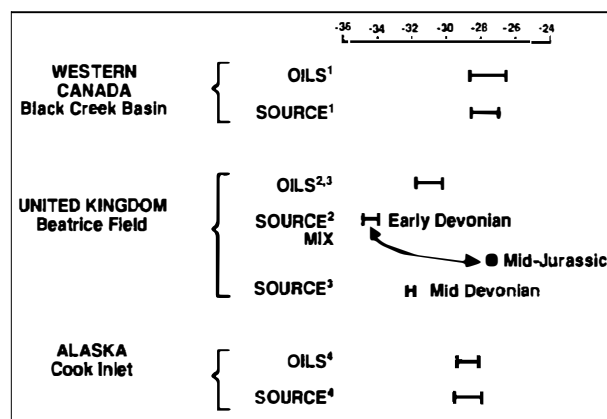 -36 -34 -32 -30 -28 -26 -24
WESTERN
CANADA
Black Creek Basin
OILS¹
SOURCE¹
UNITED KINGDOM
Beatrice Field
OILS²,³
SOURCE² Early Devonian
MIX
Mid-Jurassic
SOURCE³ Mid Devonian
ALASKA
Cook Inlet
OILS⁴
SOURCE⁴